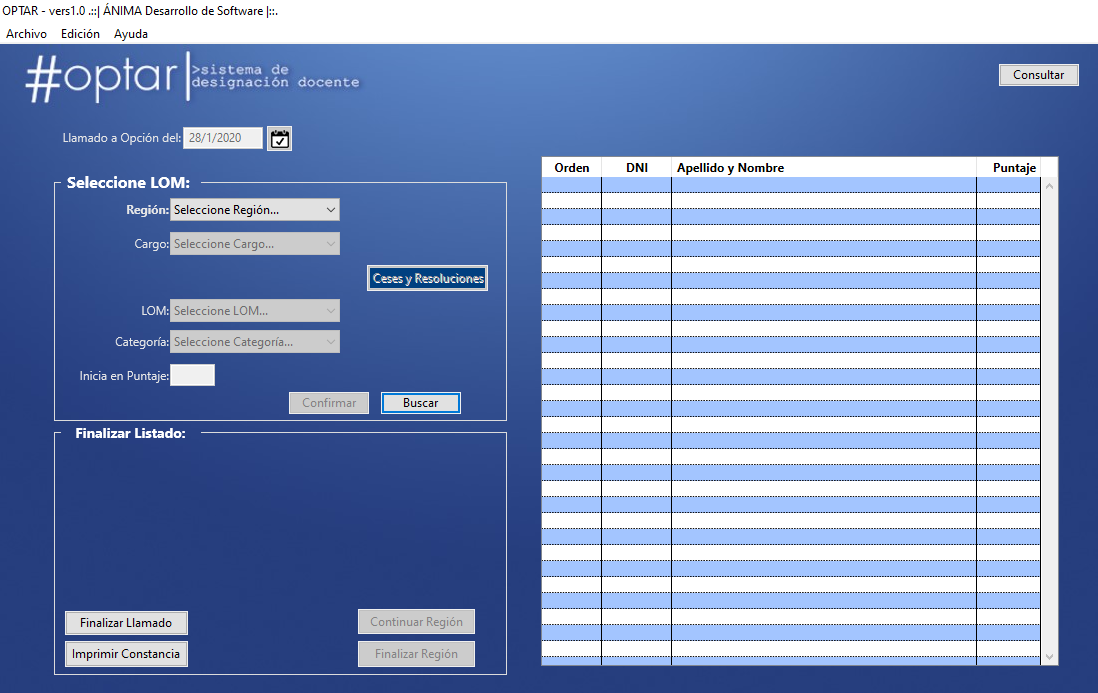 OPTAR - vers1.0 .::| ÁNIMA Desarrollo de Software |::.
Archivo Edición Ayuda
#optar >sistema de
designación docente
Consultar
Llamado a Opción del: 28/1/2020
Seleccione LOM:
Región: Seleccione Región...
Cargo: Seleccione Cargo...
Ceses y Resoluciones
LOM: Seleccione LOM...
Categoría: Seleccione Categoría...
Inicia en Puntaje:
Confirmar Buscar
Finalizar Listado:
Finalizar Llamado Continuar Región
Imprimir Constancia Finalizar Región
Orden DNI Apellido y Nombre Puntaje